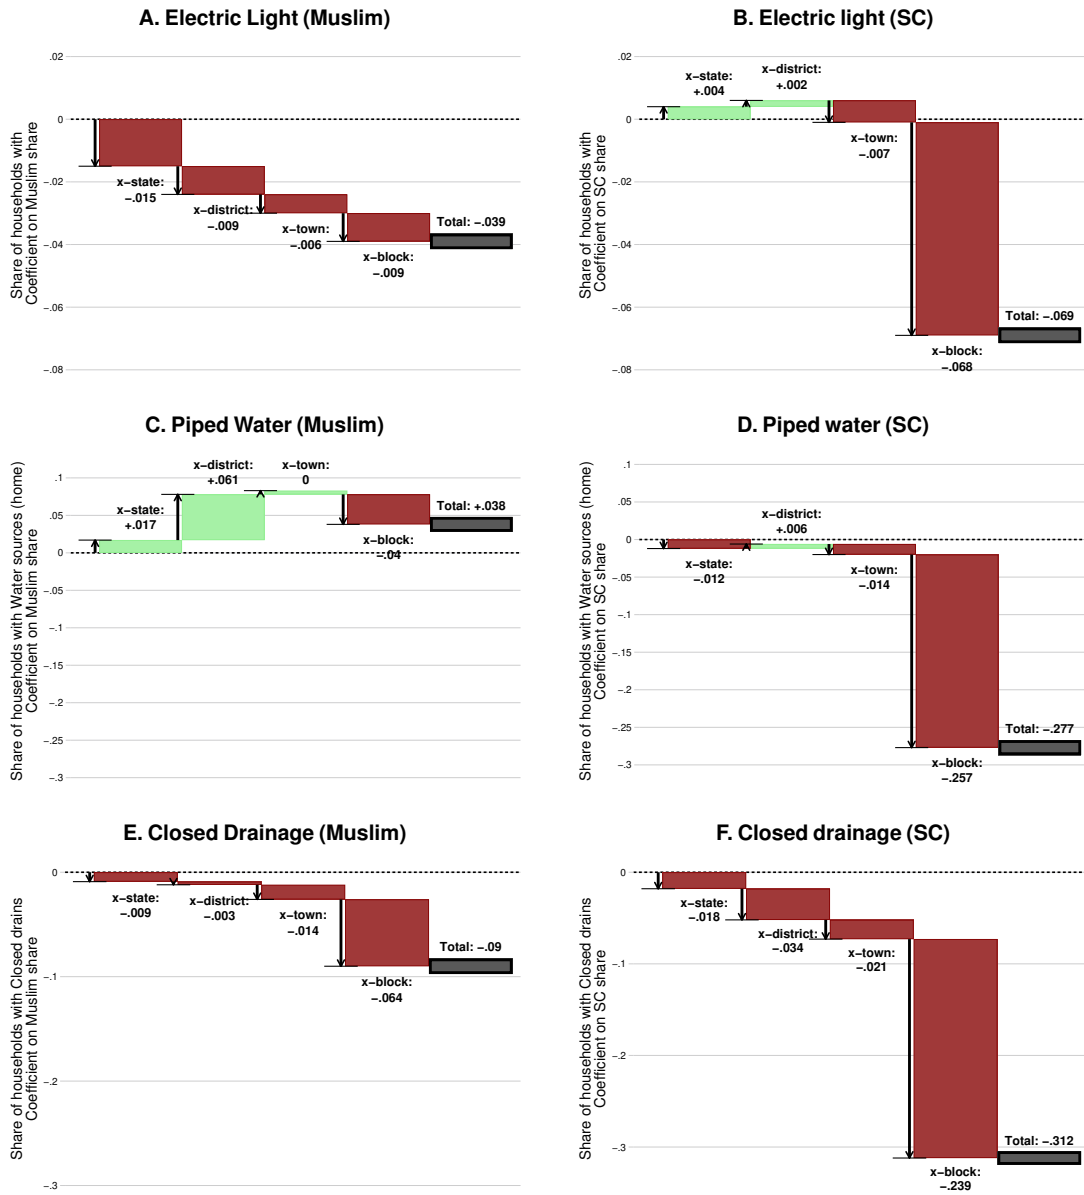 A. Electric Light (Muslim)
Share of households with
Coefficient on Muslim share
.02
0
−.02
−.04
−.06
−.08
x−state:
−.015
x−district:
−.009
x−town:
−.006
x−block:
−.009
Total: −.039
B. Electric light (SC)
Share of households with
Coefficient on SC share
.02
0
−.02
−.04
−.06
−.08
x−state:
+.004
x−district:
+.002
x−town:
−.007
x−block:
−.068
Total: −.069
C. Piped Water (Muslim)
Share of households with Water sources (home)
Coefficient on Muslim share
.1
.05
0
−.05
−.1
−.15
−.2
−.25
−.3
x−state:
+.017
x−district:
+.061
x−town:
0
x−block:
−.04
Total: +.038
D. Piped water (SC)
Share of households with Water sources (home)
Coefficient on SC share
.1
.05
0
−.05
−.1
−.15
−.2
−.25
−.3
x−state:
−.012
x−district:
+.006
x−town:
−.014
x−block:
−.257
Total: −.277
E. Closed Drainage (Muslim)
Share of households with Closed drains
Coefficient on Muslim share
0
−.1
−.2
−.3
x−state:
−.009
x−district:
−.003
x−town:
−.014
x−block:
−.064
Total: −.09
F. Closed drainage (SC)
Share of households with Closed drains
Coefficient on SC share
0
−.1
−.2
−.3
x−state:
−.018
x−district:
−.034
x−town:
−.021
x−block:
−.239
Total: −.312